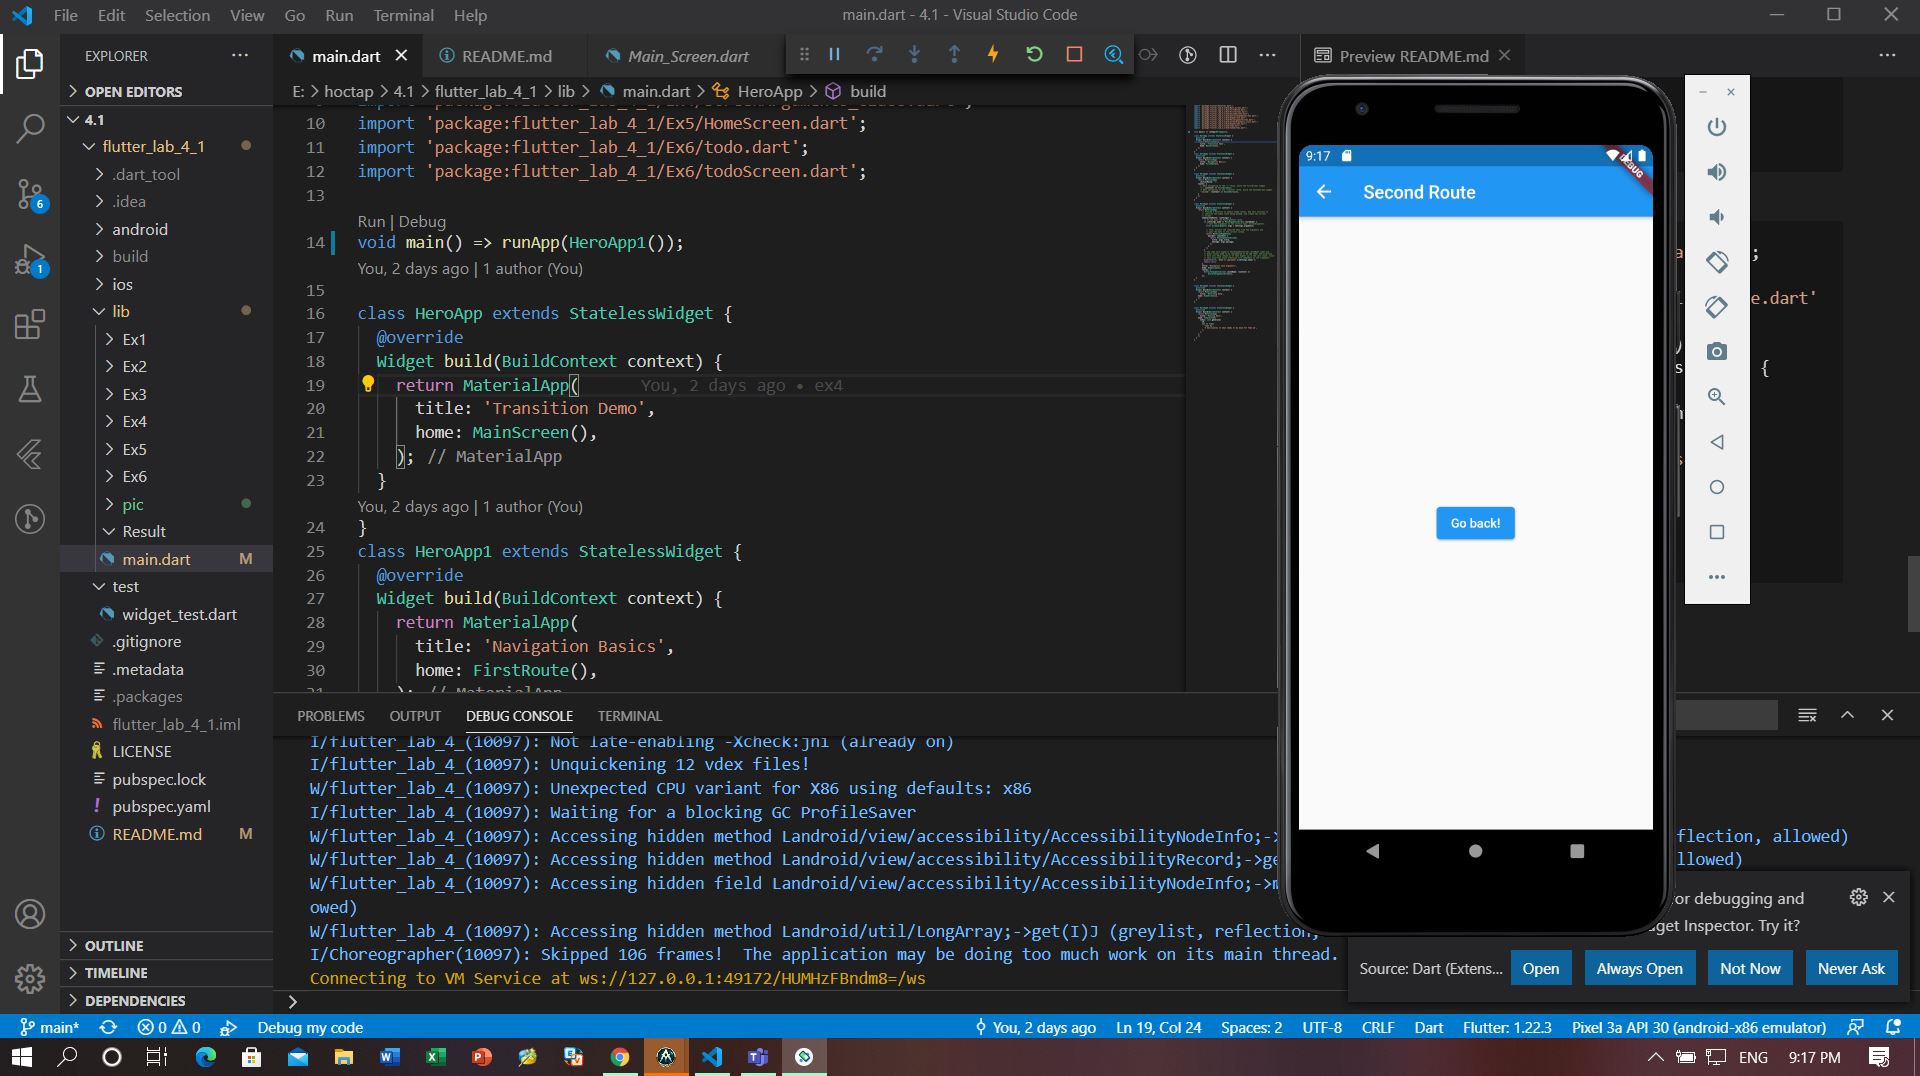 File Edit Selection View Go Run Terminal Help
main.dart - 4.1 - Visual Studio Code
EXPLORER
OPEN EDITORS
4.1
flutter_lab_4_1
.dart_tool
.idea
android
build
ios
lib
Ex1
Ex2
Ex3
Ex4
Ex5
Ex6
pic
Result
main.dart M
test
widget_test.dart
.gitignore
.metadata
.packages
flutter_lab_4_1.iml
LICENSE
pubspec.lock
pubspec.yaml
README.md M
OUTLINE
TIMELINE
DEPENDENCIES
6
1
main.dart
README.md
Main_Screen.dart
Preview README.md
E: > hoctap > 4.1 > flutter_lab_4_1 > lib > main.dart > HeroApp > build
10 import 'package:flutter_lab_4_1/Ex5/HomeScreen.dart';
11 import 'package:flutter_lab_4_1/Ex6/todo.dart';
12 import 'package:flutter_lab_4_1/Ex6/todoScreen.dart';
13
Run | Debug
14 void main() => runApp(HeroApp1());
You, 2 days ago | 1 author (You)
15
16 class HeroApp extends StatelessWidget {
17 @override
18 Widget build(BuildContext context) {
19 return MaterialApp( You, 2 days ago • ex4
20 title: 'Transition Demo',
21 home: MainScreen(),
22 ); // MaterialApp
23 }
You, 2 days ago | 1 author (You)
24 }
25 class HeroApp1 extends StatelessWidget {
26 @override
27 Widget build(BuildContext context) {
28 return MaterialApp(
29 title: 'Navigation Basics',
30 home: FirstRoute(),
PROBLEMS OUTPUT DEBUG CONSOLE TERMINAL
I/flutter_lab_4_(10097): Not late-enabling -Xcheck:jni (already on)
I/flutter_lab_4_(10097): Unquickening 12 vdex files!
W/flutter_lab_4_(10097): Unexpected CPU variant for X86 using defaults: x86
I/flutter_lab_4_(10097): Waiting for a blocking GC ProfileSaver
W/flutter_lab_4_(10097): Accessing hidden method Landroid/view/accessibility/AccessibilityNodeInfo;-> flection, allowed)
W/flutter_lab_4_(10097): Accessing hidden method Landroid/view/accessibility/AccessibilityRecord;->ge llowed)
W/flutter_lab_4_(10097): Accessing hidden field Landroid/view/accessibility/AccessibilityNodeInfo;->
owed)
W/flutter_lab_4_(10097): Accessing hidden method Landroid/util/LongArray;->get(I)J (greylist, reflection,
I/Choreographer(10097): Skipped 106 frames! The application may be doing too much work on its main thread.
Connecting to VM Service at ws://127.0.0.1:49172/HUMHzFBndm8=/ws
9:17
DEBUG
Second Route
Go back!
;
e.dart'
)
{
or debugging and
get Inspector. Try it?
Source: Dart (Extens...
Open
Always Open
Not Now
Never Ask
main* 0 0 Debug my code
You, 2 days ago Ln 19, Col 24 Spaces: 2 UTF-8 CRLF Dart Flutter: 1.22.3 Pixel 3a API 30 (android-x86 emulator)
ENG 9:17 PM